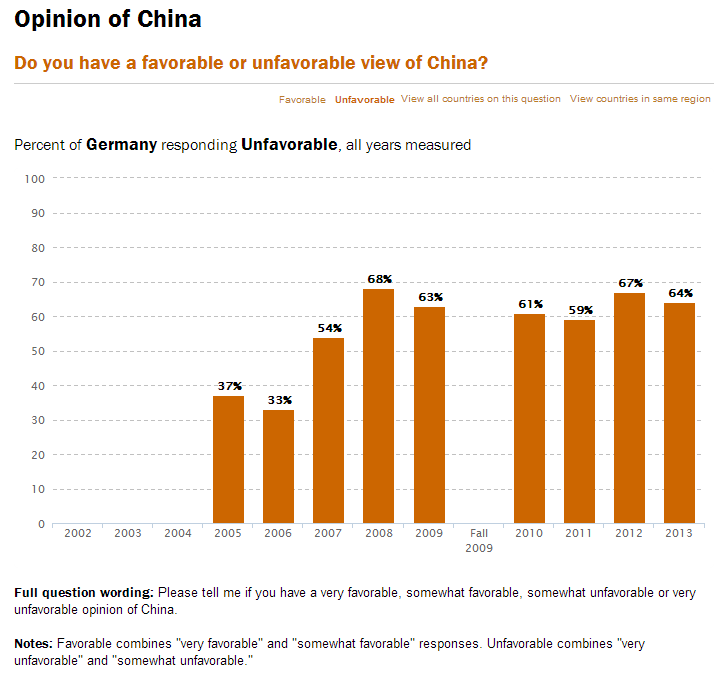 Opinion of China
Do you have a favorable or unfavorable view of China?
Favorable Unfavorable View all countries on this question View countries in same region
Percent of Germany responding Unfavorable, all years measured
100
90
80
70
60
50
40
30
20
10
0
37%
33%
54%
68%
63%
61%
59%
67%
64%
2002 2003 2004 2005 2006 2007 2008 2009 Fall 2010 2011 2012 2013
2009
Full question wording: Please tell me if you have a very favorable, somewhat favorable, somewhat unfavorable or very
unfavorable opinion of China.
Notes: Favorable combines "very favorable" and "somewhat favorable" responses. Unfavorable combines "very
unfavorable" and "somewhat unfavorable."